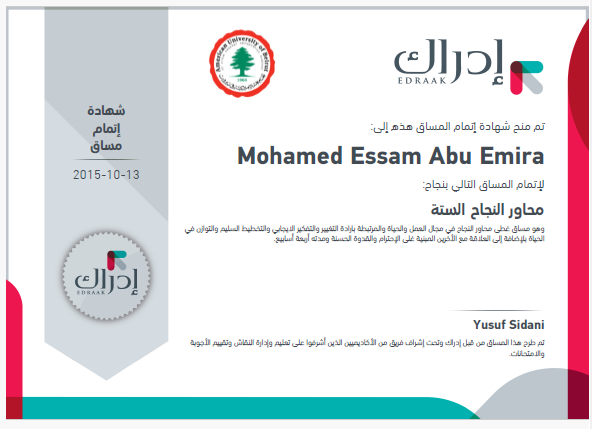 American University of Beirut
1866
إدراك
EDRAAK
شهادة
إتمام
مساق
2015-10-13
إدراك
EDRAAK
تم منح شهادة إتمام المساق هذه إلى:
Mohamed Essam Abu Emira
لإتمام المساق التالي بنجاح:
محاور النجاح الستة
وهو مساق غطى محاور النجاح في مجال العمل والحياة والمرتبطة بأرادة التغيير والتفكير الايجابي والتخطيط السليم والتوازن في
الحياة بالإضافة إلى العلاقة مع الأخرين المبنية على الإحترام والقدوة الحسنة ومدته أربعة أسابيع.
Yusuf Sidani
تم طرح هذا المساق من قبل إدراك وتحت إشراف فريق من الأكاديميين الذين أشرفوا على تعليم وإدارة النقاش وتقييم الأجوبة
والامتحانات.